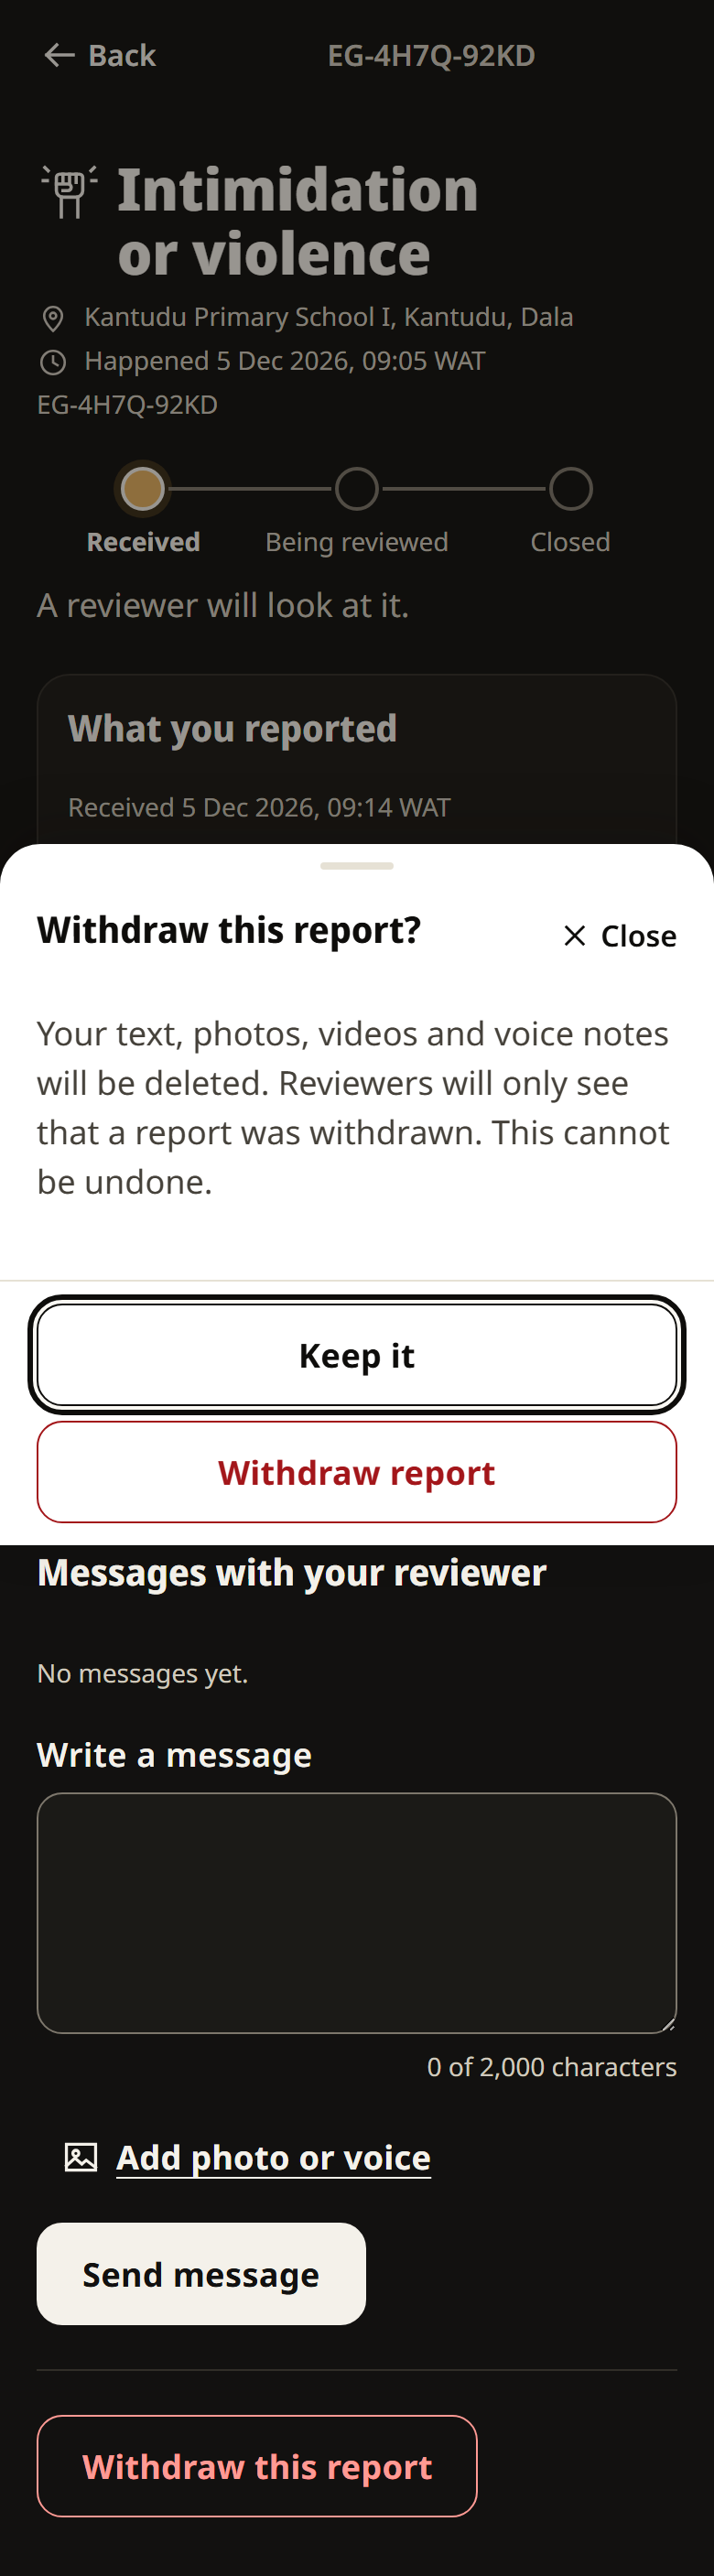 Back
EG-4H7Q-92KD
Intimidation
or violence
Kantudu Primary School I, Kantudu, Dala
Happened 5 Dec 2026, 09:05 WAT
EG-4H7Q-92KD
Received
Being reviewed
Closed
A reviewer will look at it.
What you reported
Received 5 Dec 2026, 09:14 WAT
Withdraw this report?
Close
Your text, photos, videos and voice notes
will be deleted. Reviewers will only see
that a report was withdrawn. This cannot
be undone.
Keep it
Withdraw report
Messages with your reviewer
No messages yet.
Write a message
0 of 2,000 characters
Add photo or voice
Send message
Withdraw this report